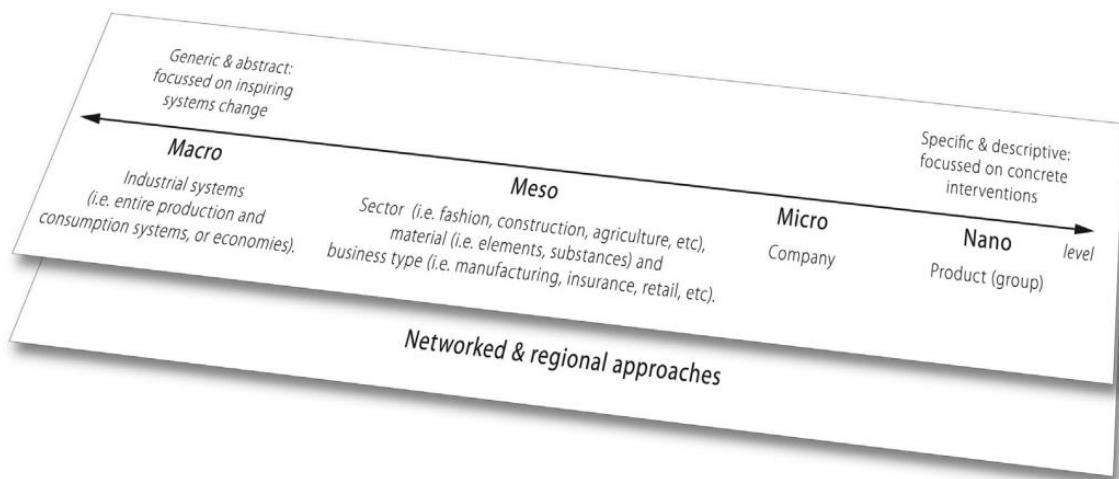 Generic & abstract:
focussed on inspiring
systems change
Specific & descriptive:
focussed on concrete
interventions
Macro
Industrial systems
(i.e. entire production and
consumption systems, or economies).
Meso
Sector (i.e. fashion, construction, agriculture, etc),
material (i.e. elements, substances) and
business type (i.e. manufacturing, insurance, retail, etc).
Micro
Company
Nano
Product (group)
level
Networked & regional approaches